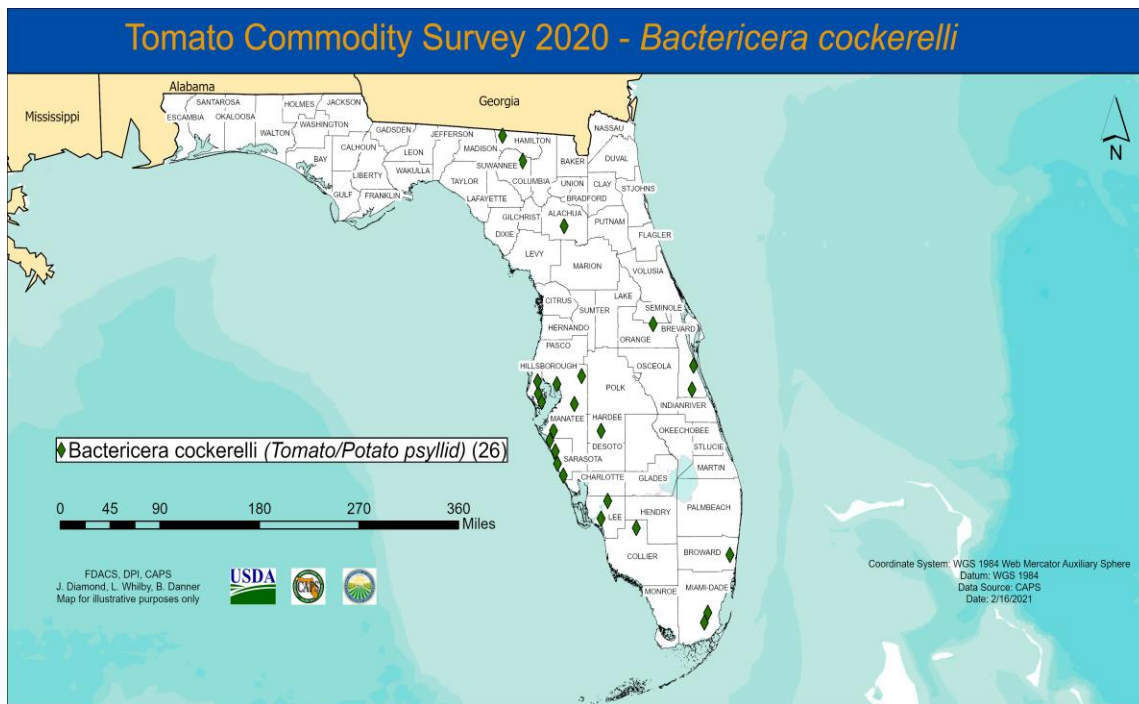 Tomato Commodity Survey 2020 - Bactericera cockerelli
Mississippi
Alabama
Georgia
N
ESCAMBIA
SANTAROSA
OKALOOSA
WALTON
HOLMES
JACKSON
WASHINGTON
BAY
CALHOUN
GULF
LIBERTY
FRANKLIN
GADSDEN
LEON
WAKULLA
JEFFERSON
MADISON
TAYLOR
HAMILTON
SUWANNEE
LAFAYETTE
COLUMBIA
BAKER
NASSAU
DUVAL
UNION
CLAY
BRADFORD
STJOHNS
GILCHRIST
ALACHUA
PUTNAM
DIXIE
FLAGLER
LEVY
MARION
VOLUSIA
CITRUS
LAKE
SUMTER
SEMINOLE
HERNANDO
ORANGE
BREVARD
PASCO
HILLSBOROUGH
POLK
OSCEOLA
INDIANRIVER
MANATEE
HARDEE
OKEECHOBEE
DESOTO
STLUCIE
SARASOTA
MARTIN
CHARLOTTE
GLADES
LEE
HENDRY
PALMBEACH
COLLIER
BROWARD
MONROE
MIAMI-DADE
Bactericera cockerelli (Tomato/Potato psyllid) (26)
0 45 90 180 270 360
Miles
FDACS, DPI, CAPS
J. Diamond, L. Whilby, B. Danner
Map for illustrative purposes only
USDA
CAPS
Coordinate System: WGS 1984 Web Mercator Auxiliary Sphere
Datum: WGS 1984
Data Source: CAPS
Date: 2/16/2021